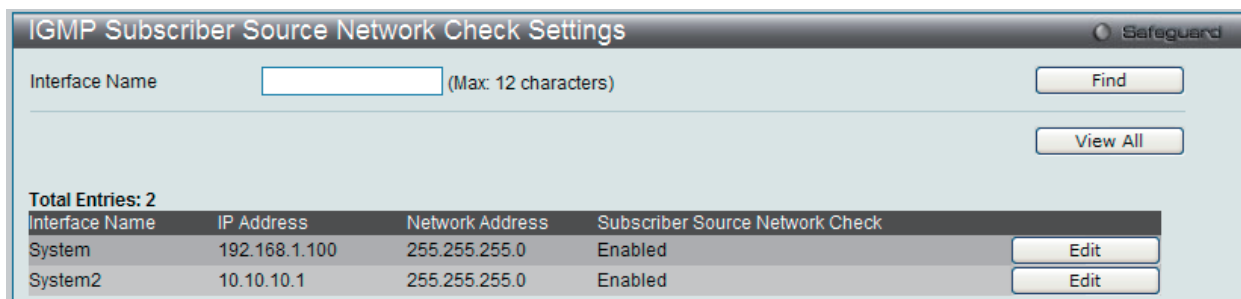 IGMP Subscriber Source Network Check Settings Safeguard
Interface Name (Max: 12 characters) Find
View All
Total Entries: 2
Interface Name IP Address Network Address Subscriber Source Network Check
System 192.168.1.100 255.255.255.0 Enabled Edit
System2 10.10.10.1 255.255.255.0 Enabled Edit